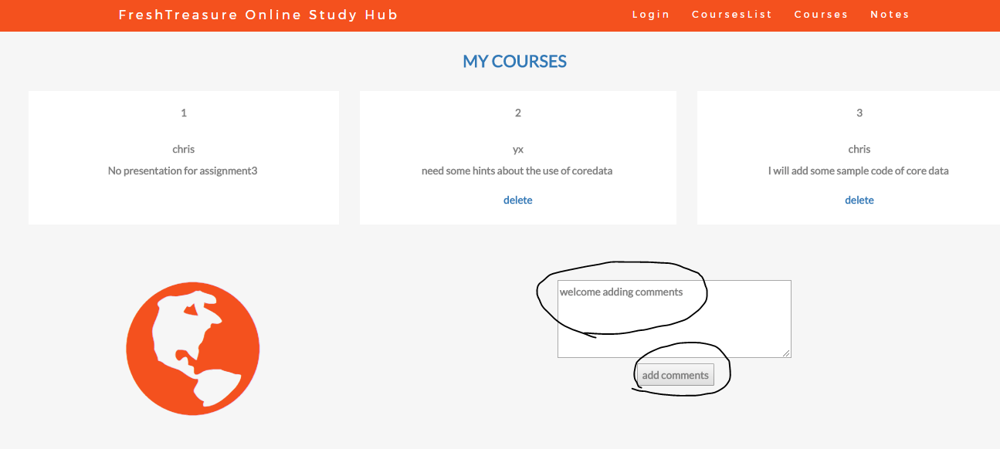 FreshTreasure Online Study Hub
Login CoursesList Courses Notes
MY COURSES
1
chris
No presentation for assignment3
2
yx
need some hints about the use of coredata
delete
3
chris
I will add some sample code of core data
delete
welcome adding comments
add comments